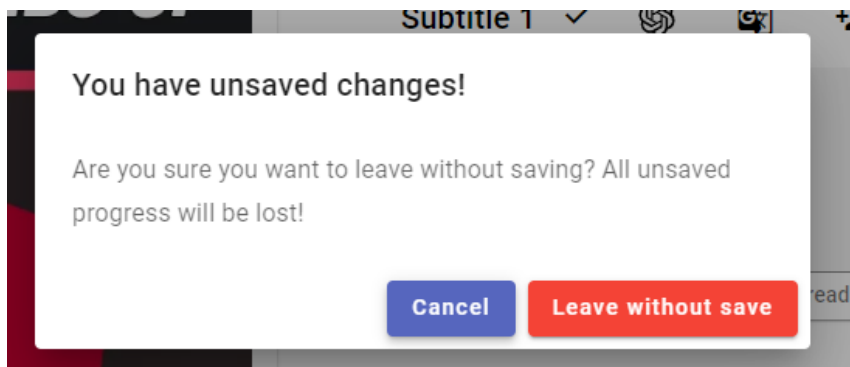 Subtitle 1
You have unsaved changes!
Are you sure you want to leave without saving? All unsaved
progress will be lost!
Cancel Leave without save